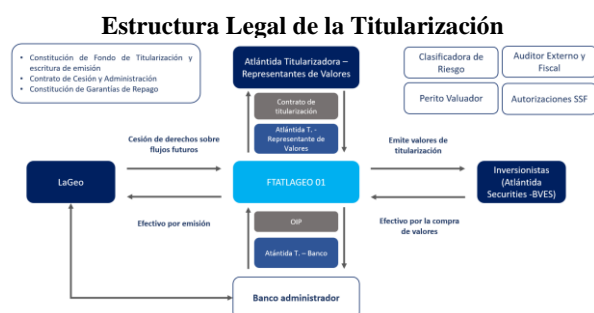 Estructura Legal de la Titularización
• Constitución de Fondo de Titularización y
escritura de emisión
• Contrato de Cesión y Administración
• Constitución de Garantías de Repago
Atlántida Titularizadora –
Representantes de Valores
Clasificadora de
Riesgo
Auditor Externo y
Fiscal
Perito Valuador
Autorizaciones SSF
Contrato de
titularización
Atlántida T. -
Representante de
Valores
Cesión de derechos sobre
flujos futuros
Emite valores de
titularización
LaGeo
FTATLAGEO 01
Inversionistas
(Atlántida
Securities -BVES)
Efectivo por emisión
Efectivo por la compra
de valores
OIP
Atántida T. – Banco
Banco administrador